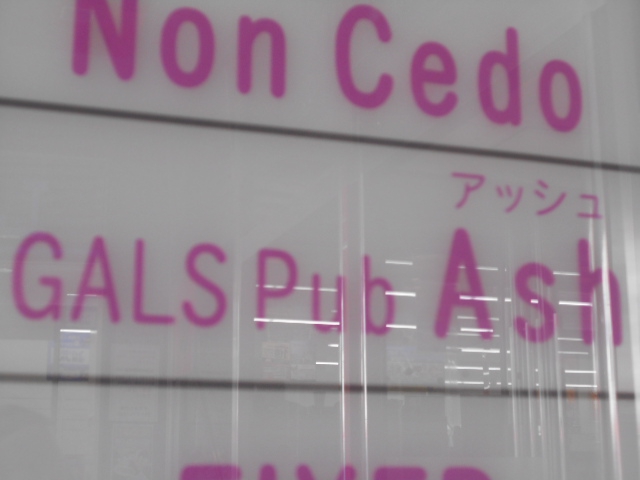 Non Cedo
アッシュ
GALS Pub Ash